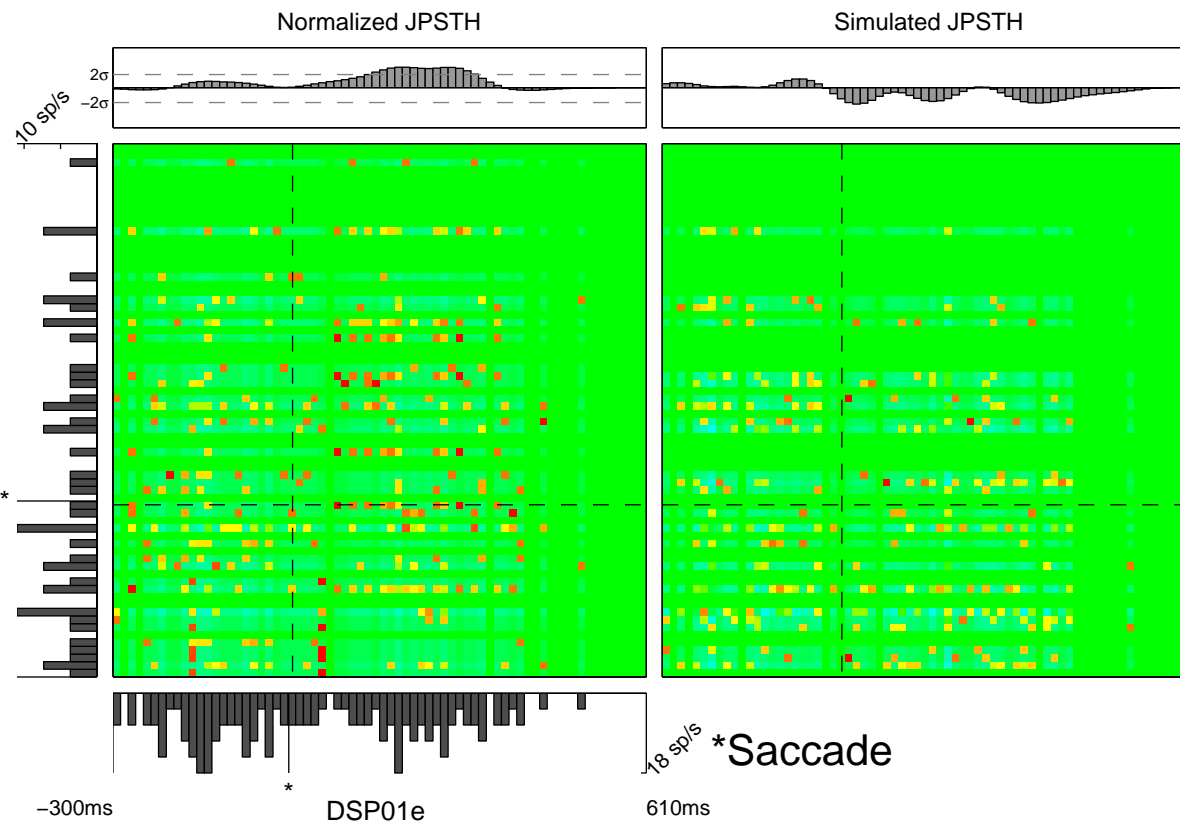 Normalized JPSTH
Simulated JPSTH
2σ
−2σ
10 sp/s
*
18 sp/s
*Saccade
*
−300ms
DSP01e
610ms